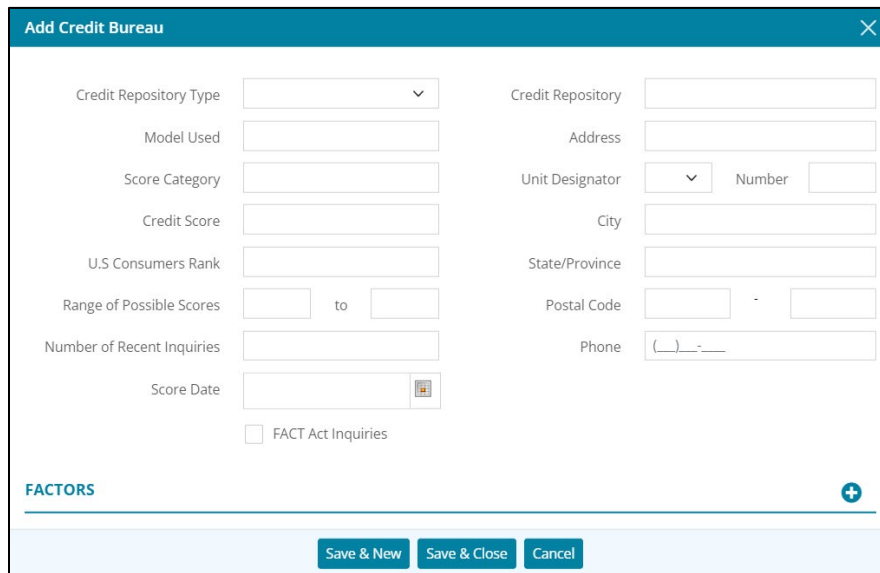 Add Credit Bureau
Credit Repository Type
Credit Repository
Model Used
Address
Score Category
Unit Designator
Number
Credit Score
City
U.S Consumers Rank
State/Province
Range of Possible Scores
to
Postal Code
-
Number of Recent Inquiries
Phone
(___)___-____
Score Date
FACT Act Inquiries
FACTORS
Save & New
Save & Close
Cancel